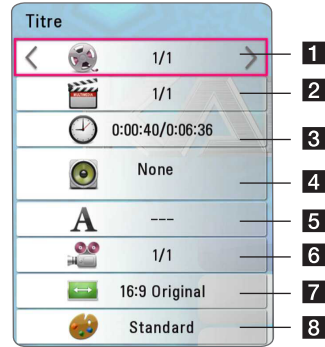 Titre
1/1 1
1/1 2
0:00:40/0:06:36 3
None 4
A --- 5
1/1 6
16:9 Original 7
Standard 8